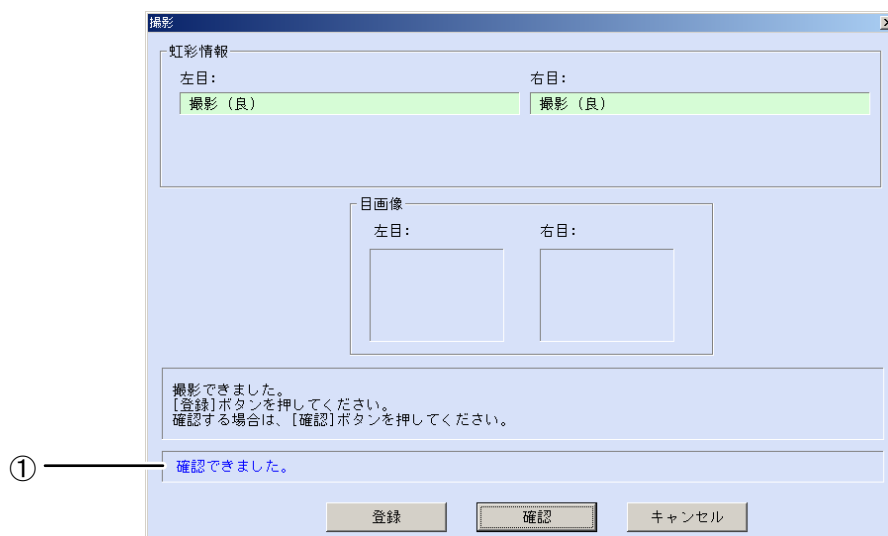 撮影
虹彩情報
左目: 右目:
撮影（良） 撮影（良）
目画像
左目: 右目:
撮影できました。
[登録]ボタンを押してください。
確認する場合は、[確認]ボタンを押してください。
① 確認できました。
登録 確認 キャンセル